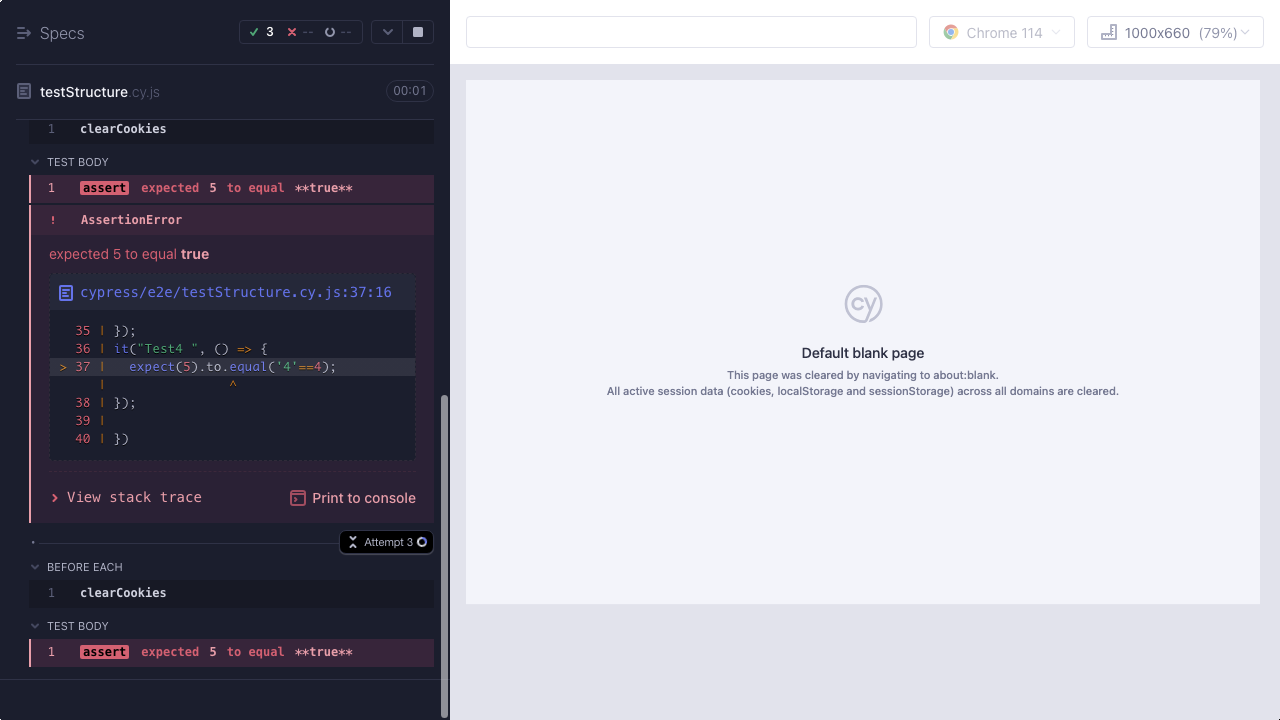 Specs
3 -- --
testStructure.cy.js 00:01
1 clearCookies
TEST BODY
1 assert expected 5 to equal **true**
! AssertionError
expected 5 to equal true
cypress/e2e/testStructure.cy.js:37:16
35 | });
36 | it("Test4 ", () => {
> 37 |   expect(5).to.equal('4'==4);
|                ^
38 | });
39 |
40 | })
View stack trace
Print to console
Attempt 3
BEFORE EACH
1 clearCookies
TEST BODY
1 assert expected 5 to equal **true**
Chrome 114
1000x660 (79%)
cy
Default blank page
This page was cleared by navigating to about:blank.
All active session data (cookies, localStorage and sessionStorage) across all domains are cleared.